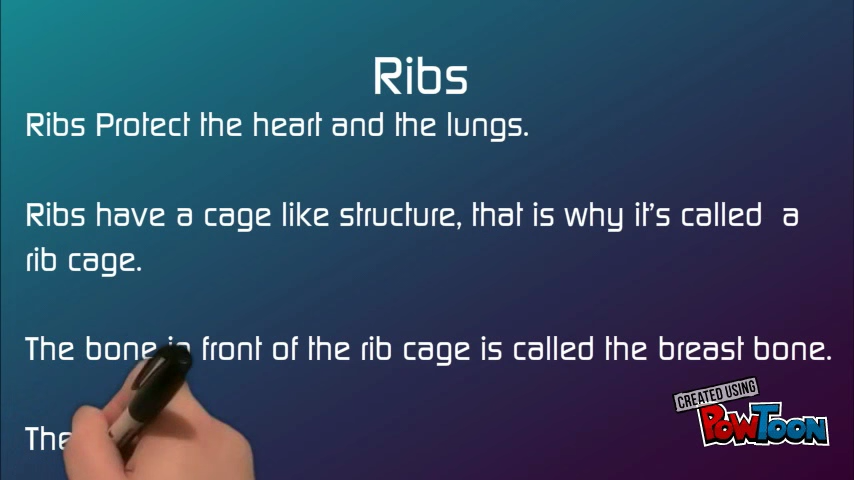 Ribs
Ribs Protect the heart and the lungs.
Ribs have a cage like structure, that is why it's called a
rib cage.
The bone in front of the rib cage is called the breast bone.
The
CREATED USING
POWTOON